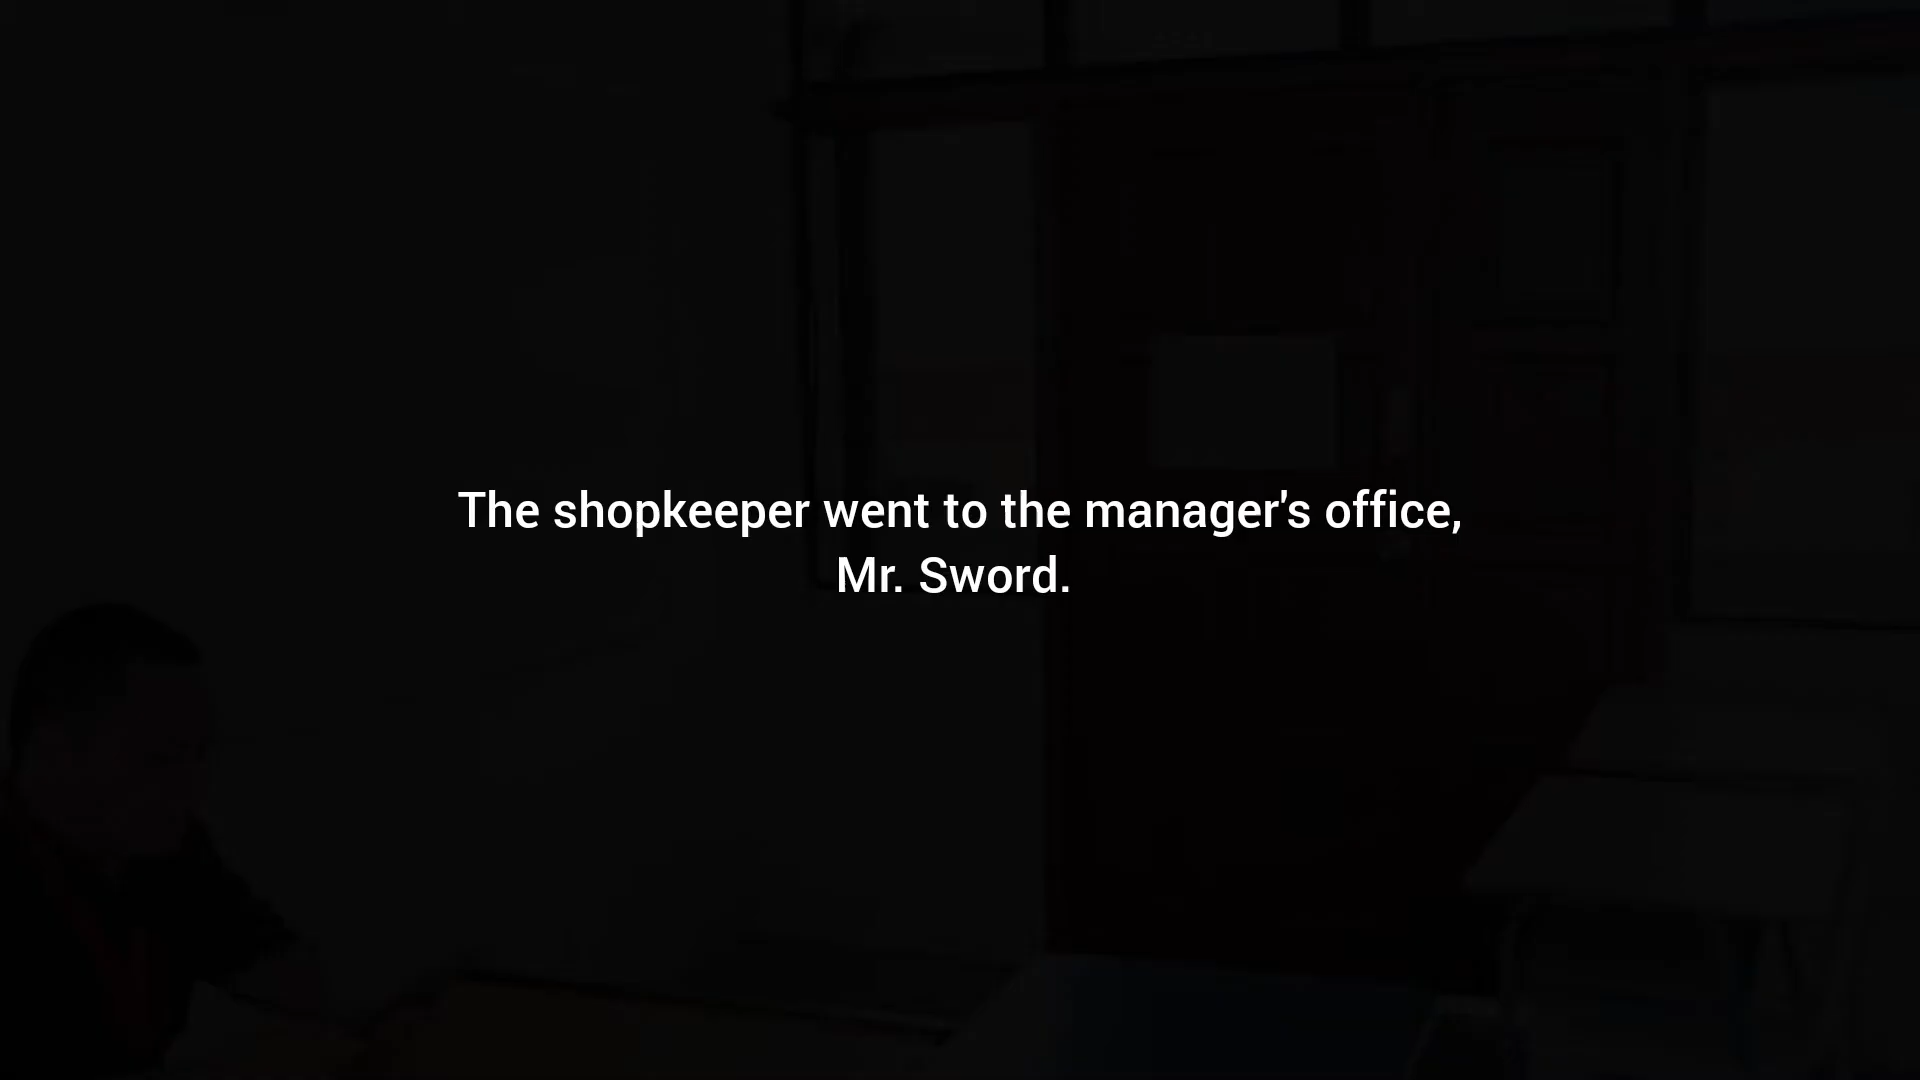 The shopkeeper went to the manager's office,
Mr. Sword.